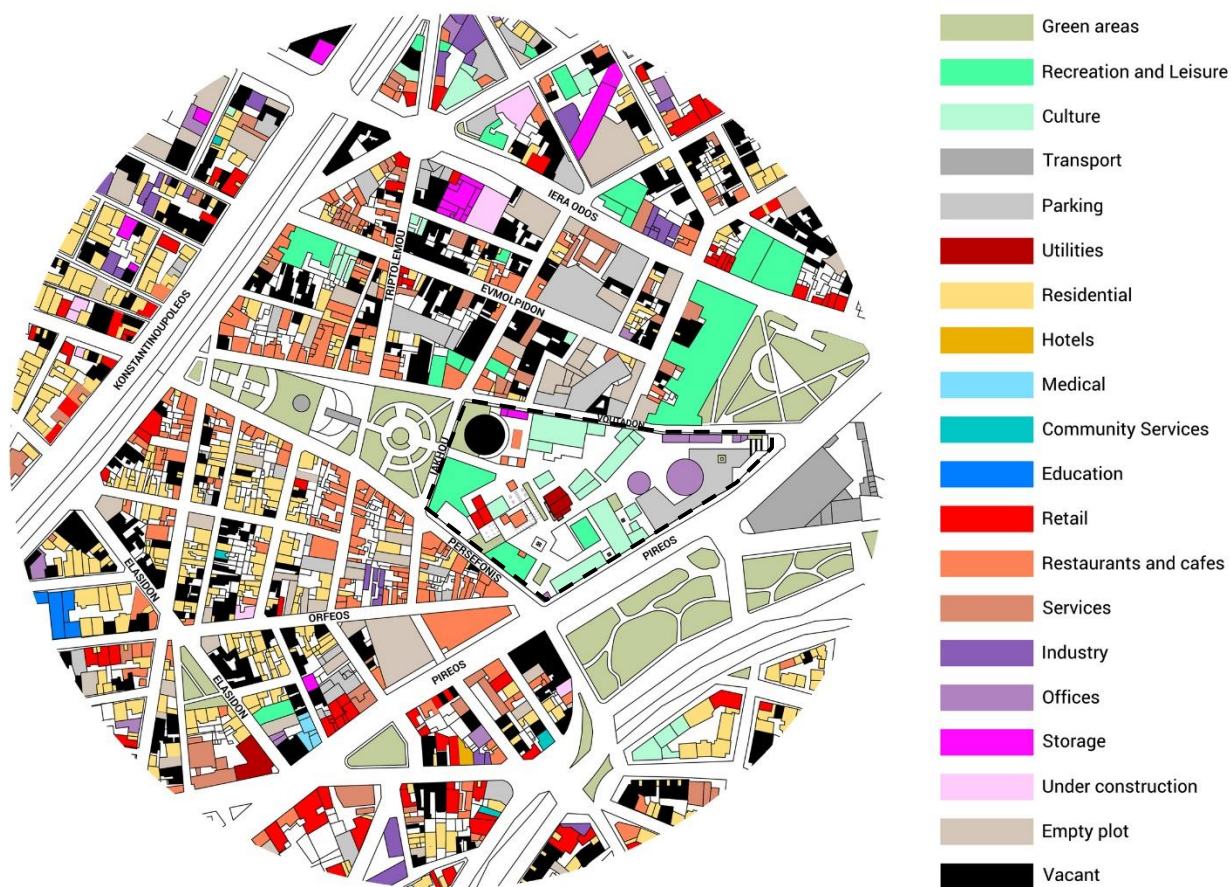 IERA ODOS
TRIPTOLEMOU
EVMOLPIDON
KONSTANTINOUPOLEOS
VOUTADON
IAKHOU
PERSEFONIS
PIREOS
ELASIDON
ORFEOS
PIREOS
ELASIDON
Green areas
Recreation and Leisure
Culture
Transport
Parking
Utilities
Residential
Hotels
Medical
Community Services
Education
Retail
Restaurants and cafes
Services
Industry
Offices
Storage
Under construction
Empty plot
Vacant